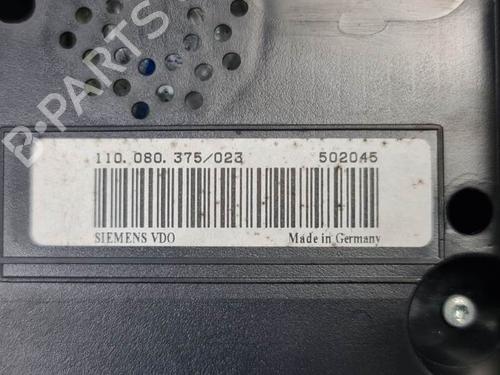 B-PARTS
110. 080. 375/023 502045
SIEMENS VDO Made in Germany